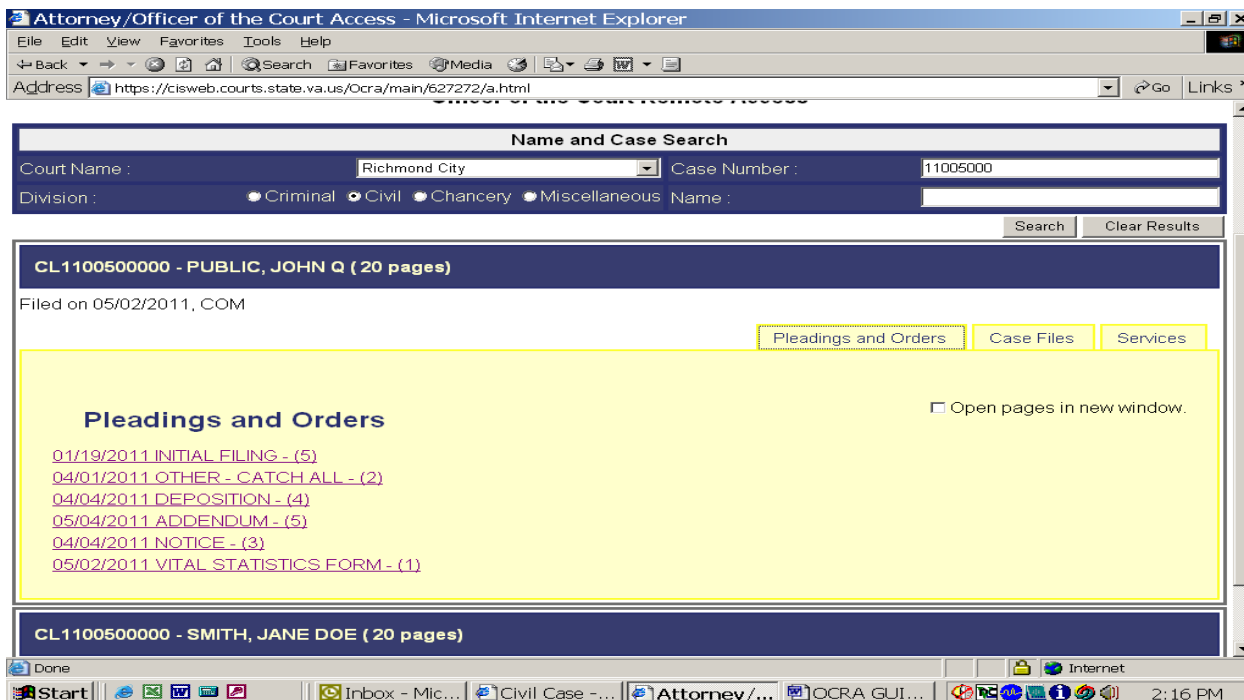 Attorney/Officer of the Court Access - Microsoft Internet Explorer
File Edit View Favorites Tools Help
Back Search Favorites Media
Address https://cisweb.courts.state.va.us/Ocra/main/627272/a.html Go Links
Officer of the Court Remote Access
Name and Case Search
Court Name : Richmond City Case Number : 11005000
Division : Criminal Civil Chancery Miscellaneous Name :
Search Clear Results
CL1100500000 - PUBLIC, JOHN Q ( 20 pages)
Filed on 05/02/2011, COM
Pleadings and Orders Case Files Services
Open pages in new window.
Pleadings and Orders
01/19/2011 INITIAL FILING - (5)
04/01/2011 OTHER - CATCH ALL - (2)
04/04/2011 DEPOSITION - (4)
05/04/2011 ADDENDUM - (5)
04/04/2011 NOTICE - (3)
05/02/2011 VITAL STATISTICS FORM - (1)
CL1100500000 - SMITH, JANE DOE ( 20 pages)
Done Internet
Start Inbox - Mic... Civil Case -... Attorney/... OCRA GUI... 2:16 PM